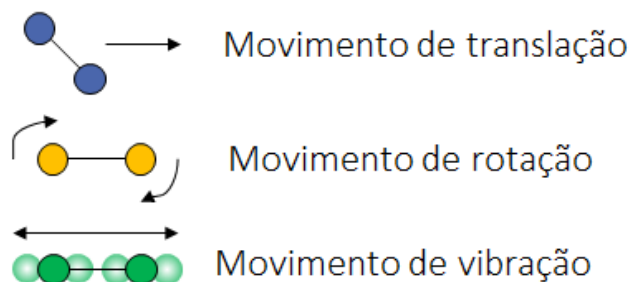 Movimento de translação
Movimento de rotação
Movimento de vibração